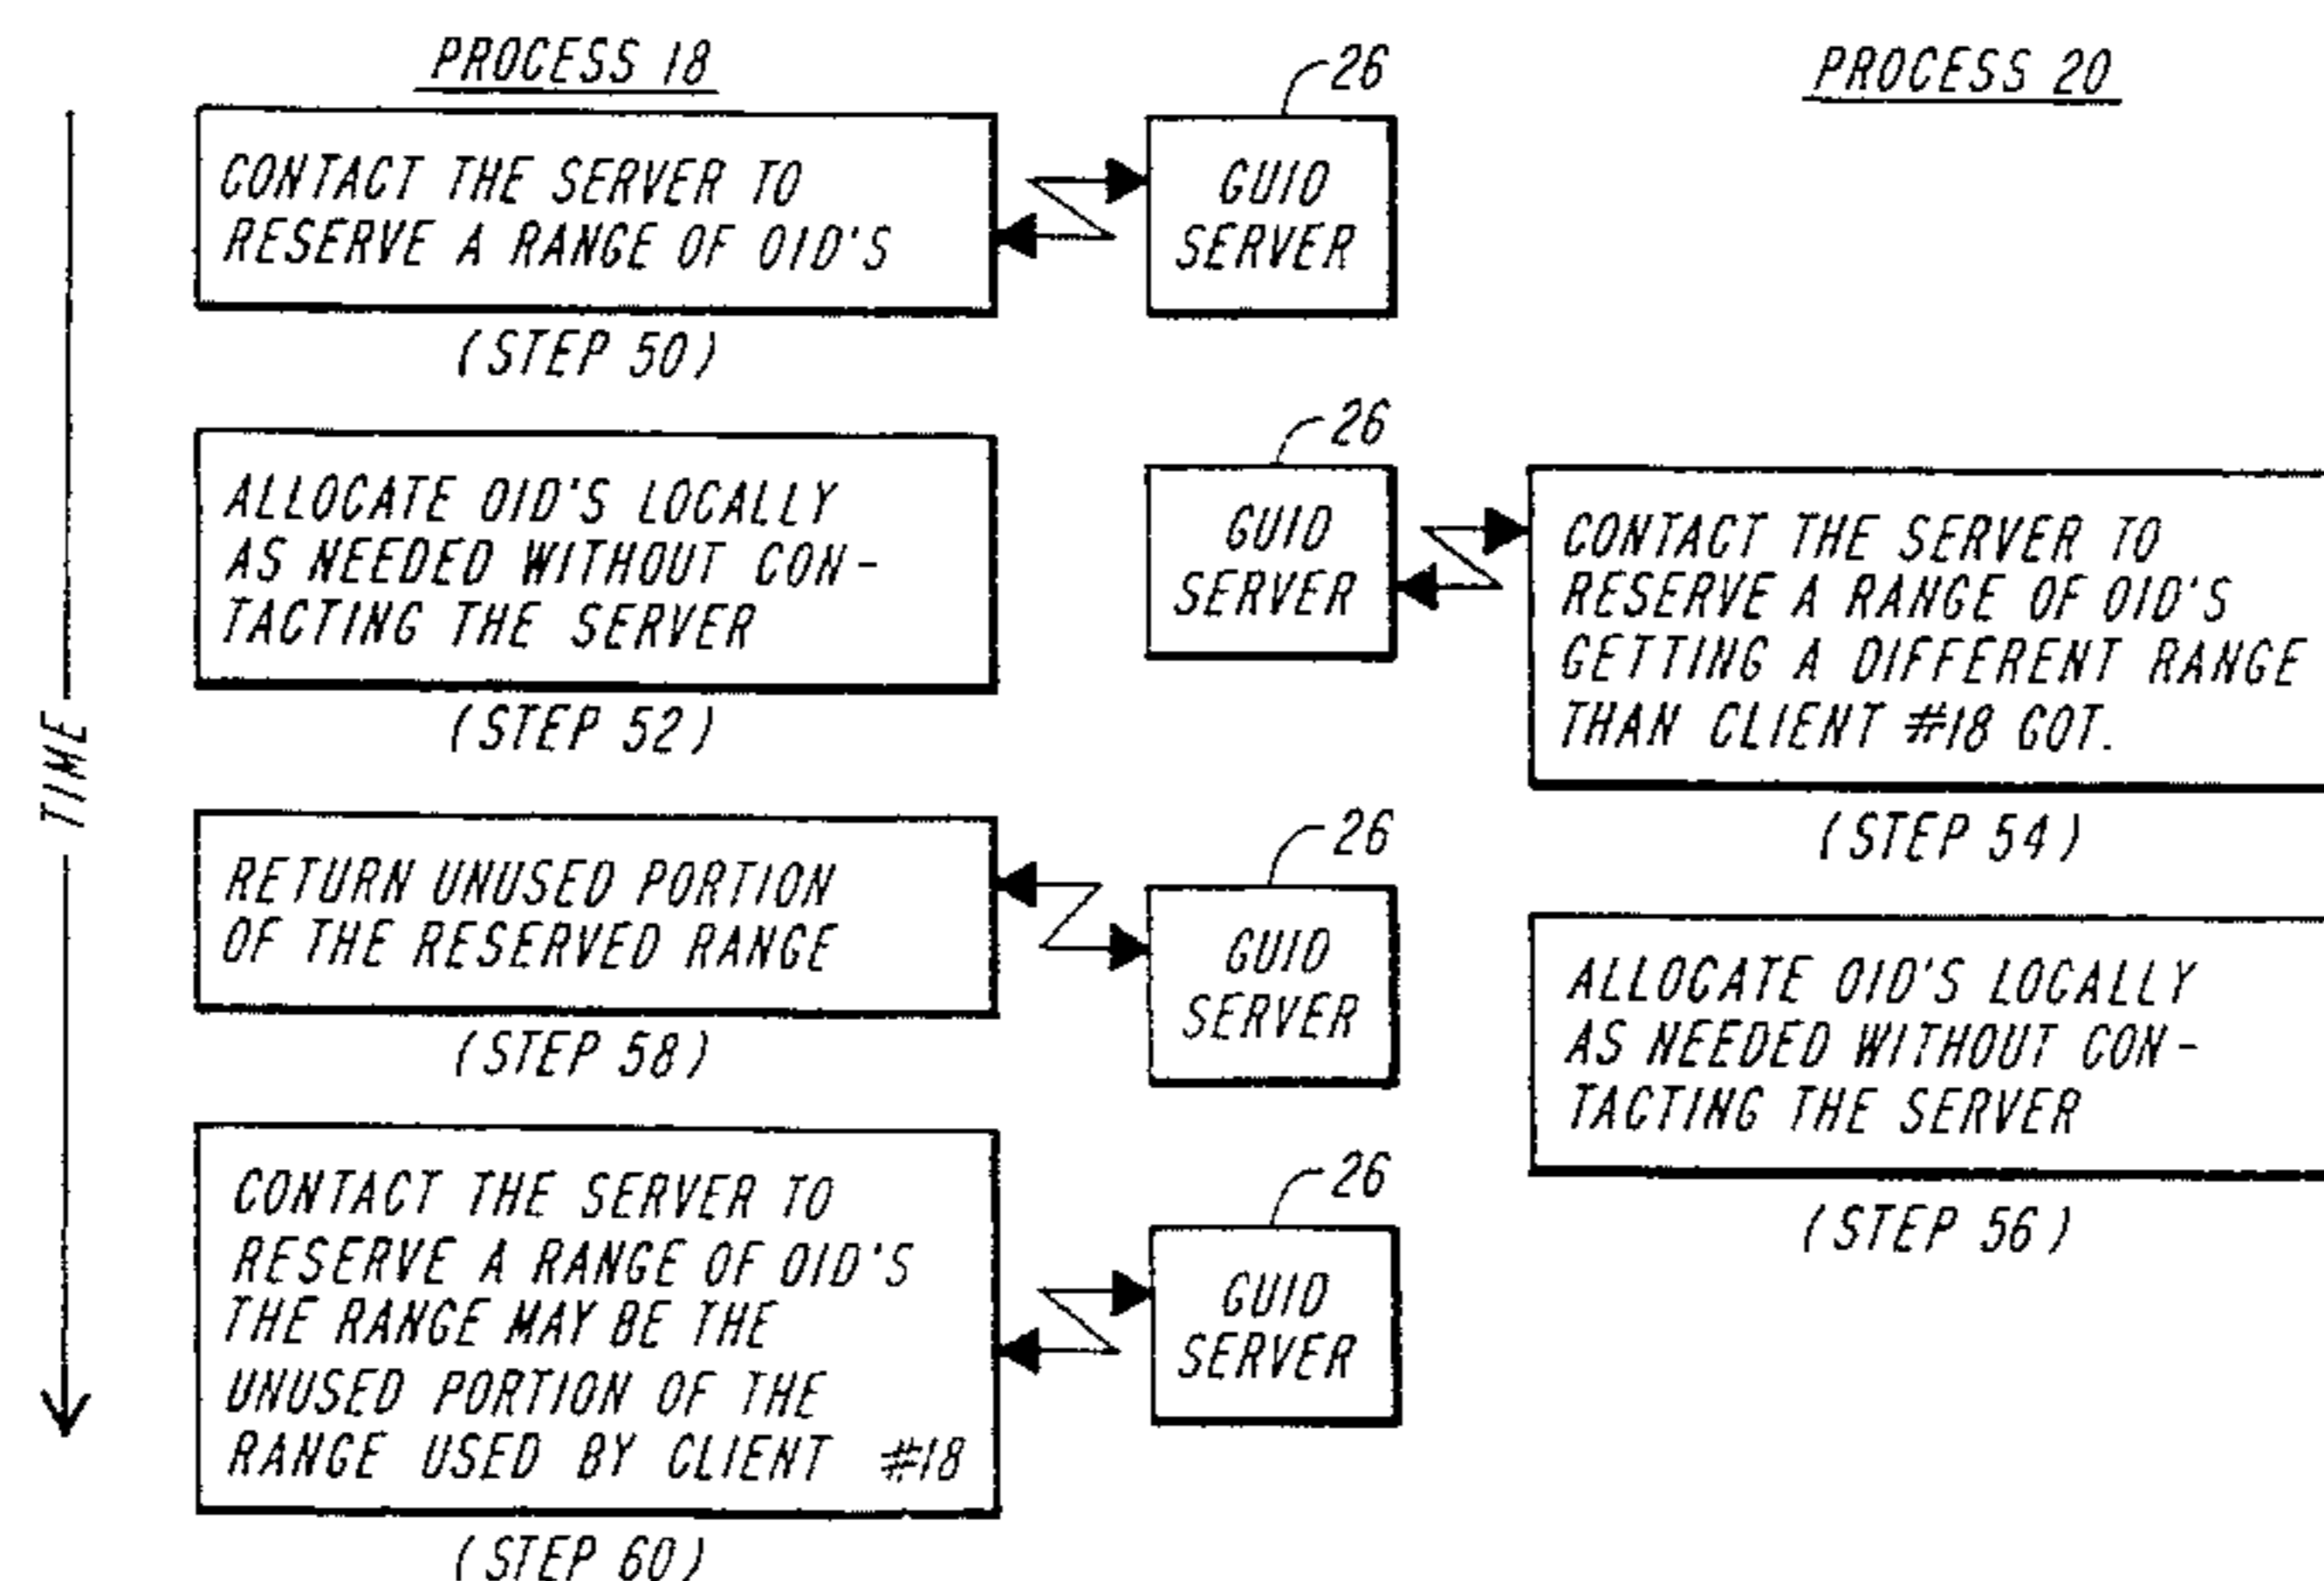 PROCESS 18
26
PROCESS 20
CONTACT THE SERVER TO
RESERVE A RANGE OF OID'S
GUID
SERVER
(STEP 50)
26
ALLOCATE OID'S LOCALLY
AS NEEDED WITHOUT CON-
TACTING THE SERVER
GUID
SERVER
CONTACT THE SERVER TO
RESERVE A RANGE OF OID'S
GETTING A DIFFERENT RANGE
THAN CLIENT #18 GOT.
(STEP 52)
TIME
(STEP 54)
26
RETURN UNUSED PORTION
OF THE RESERVED RANGE
GUID
SERVER
(STEP 58)
ALLOCATE OID'S LOCALLY
AS NEEDED WITHOUT CON-
TACTING THE SERVER
(STEP 56)
26
CONTACT THE SERVER TO
RESERVE A RANGE OF OID'S
THE RANGE MAY BE THE
UNUSED PORTION OF THE
RANGE USED BY CLIENT #18
GUID
SERVER
(STEP 60)